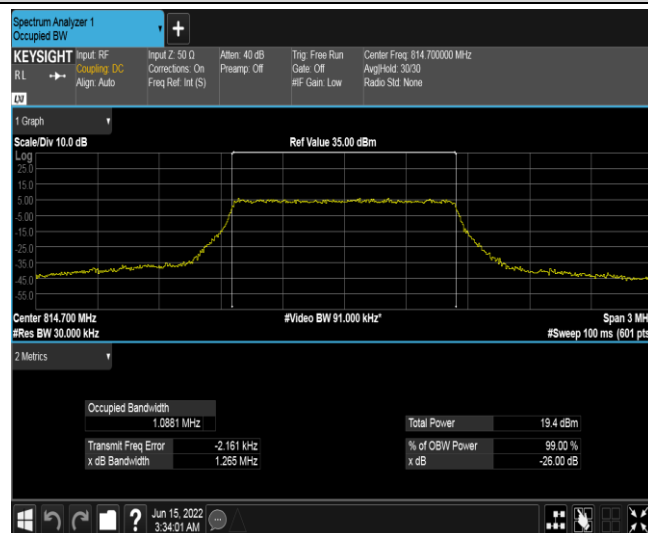 Spectrum Analyzer 1
Occupied BW
+
KEYSIGHT Input: RF Input Z: 50 Ω Atten: 40 dB Trig: Free Run Center Freq: 814.700000 MHz
RL Coupling: DC Corrections: On Preamp: Off Gate: Off Avg|Hold: 30/30
Align: Auto Freq Ref: Int (S) #IF Gain: Low Radio Std: None
LXI
1 Graph
Scale/Div 10.0 dB Ref Value 35.00 dBm
Log
25.0
15.0
5.00
-5.00
-15.0
-25.0
-35.0
-45.0
-55.0
Center 814.700 MHz #Video BW 91.000 kHz* Span 3 MH
#Res BW 30.000 kHz #Sweep 100 ms (601 pts
2 Metrics
Occupied Bandwidth
1.0881 MHz Total Power 19.4 dBm
Transmit Freq Error -2.161 kHz % of OBW Power 99.00 %
x dB Bandwidth 1.265 MHz x dB -26.00 dB
? Jun 15, 2022
3:34:01 AM